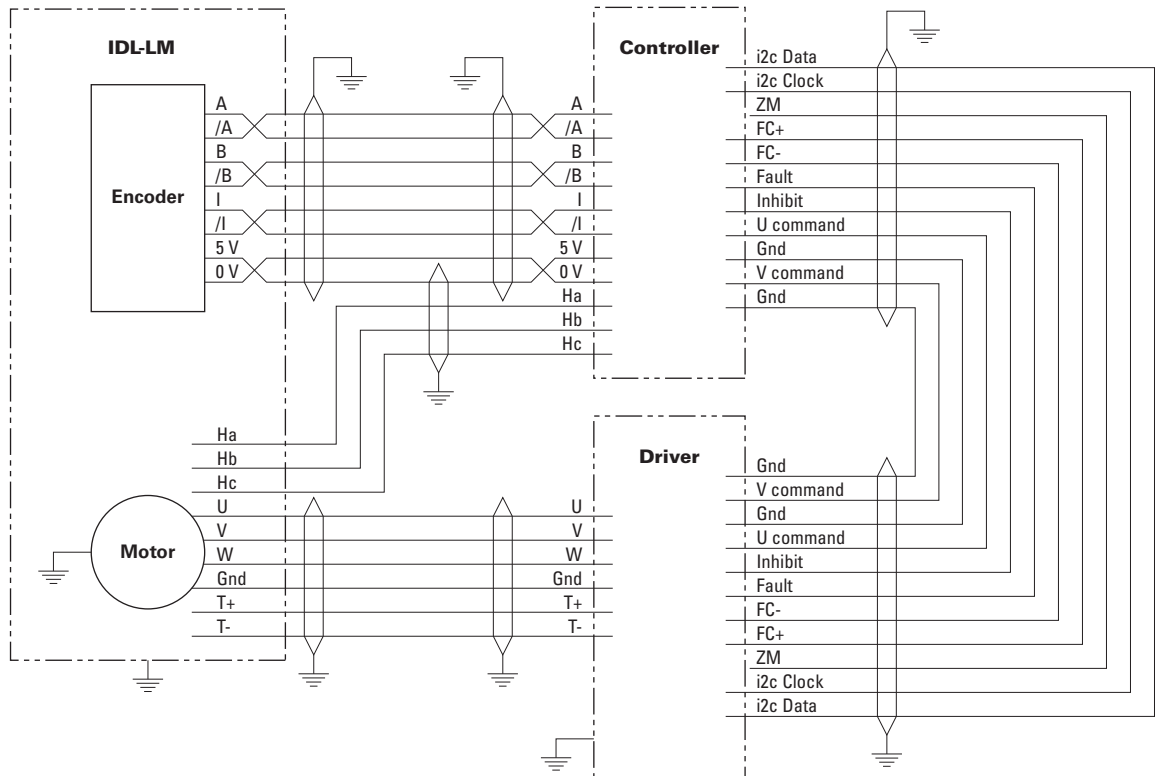 IDL-LM
Encoder
A
/A
B
/B
I
/I
5 V
0 V
A
/A
B
/B
I
/I
5 V
0 V
Ha
Hb
Hc
Controller
i2c Data
i2c Clock
ZM
FC+
FC-
Fault
Inhibit
U command
Gnd
V command
Gnd
Ha
Hb
Hc
Motor
U
V
W
Gnd
T+
T-
U
V
W
Gnd
T+
T-
Driver
Gnd
V command
Gnd
U command
Inhibit
Fault
FC-
FC+
ZM
i2c Clock
i2c Data